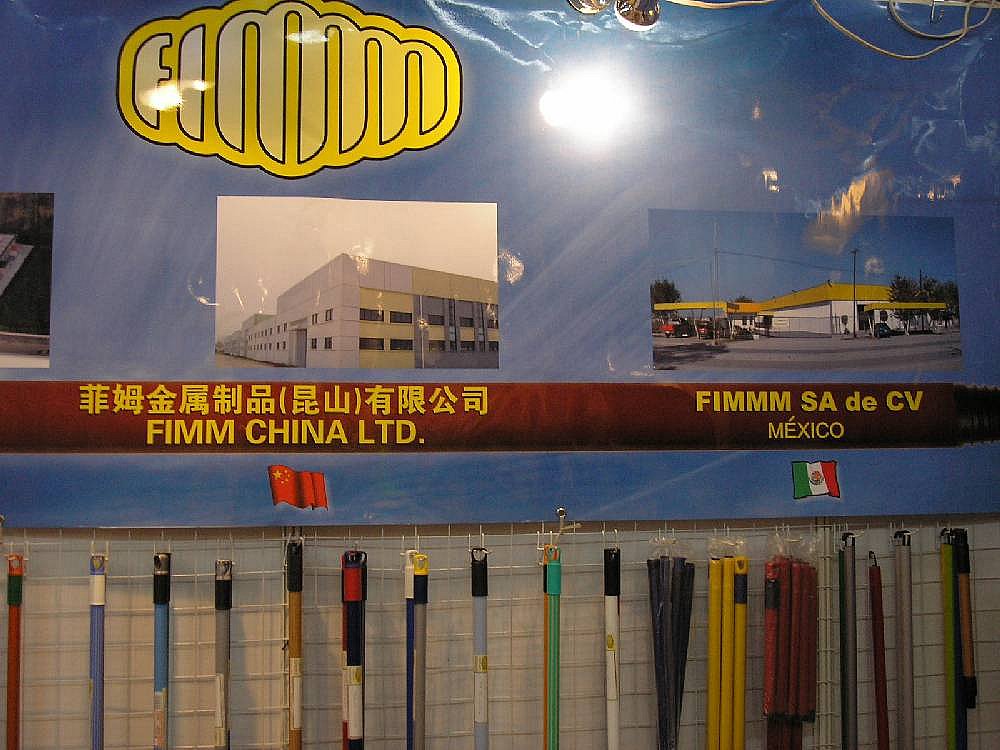 FIMM
菲姆金属制品(昆山)有限公司
FIMM CHINA LTD.
FIMMM SA de CV
MÉXICO